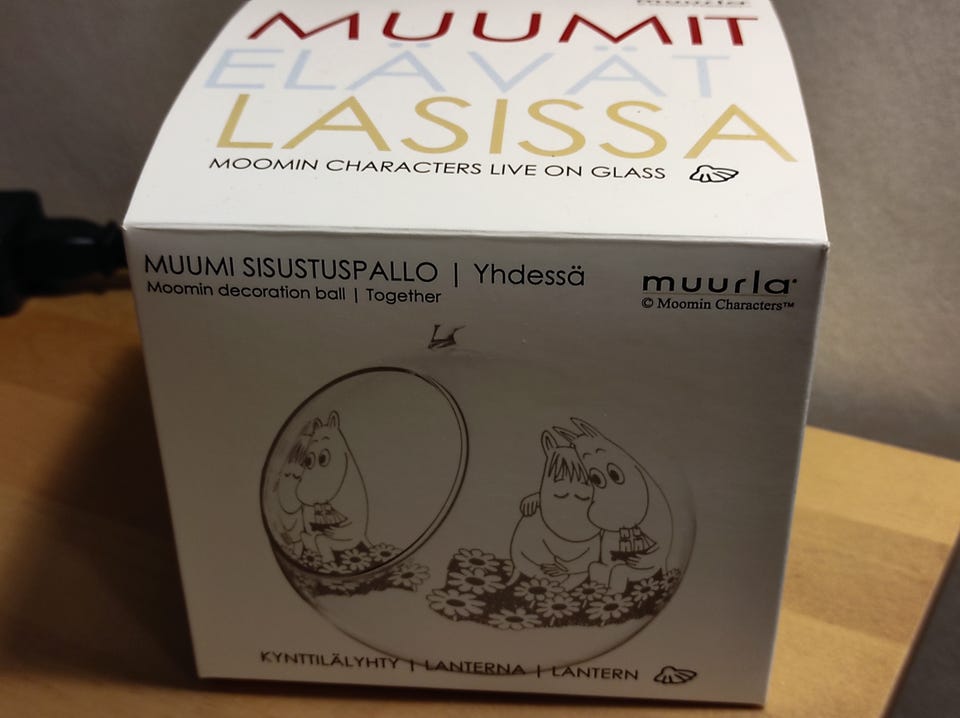 muurla
MUUMIT
ELÄVÄT
LASISSA
MOOMIN CHARACTERS LIVE ON GLASS
MUUMI SISUSTUSPALLO | Yhdessä
Moomin decoration ball | Together
muurla
© Moomin Characters™
KYNTTILÄLYHTY | LANTERNA | LANTERN